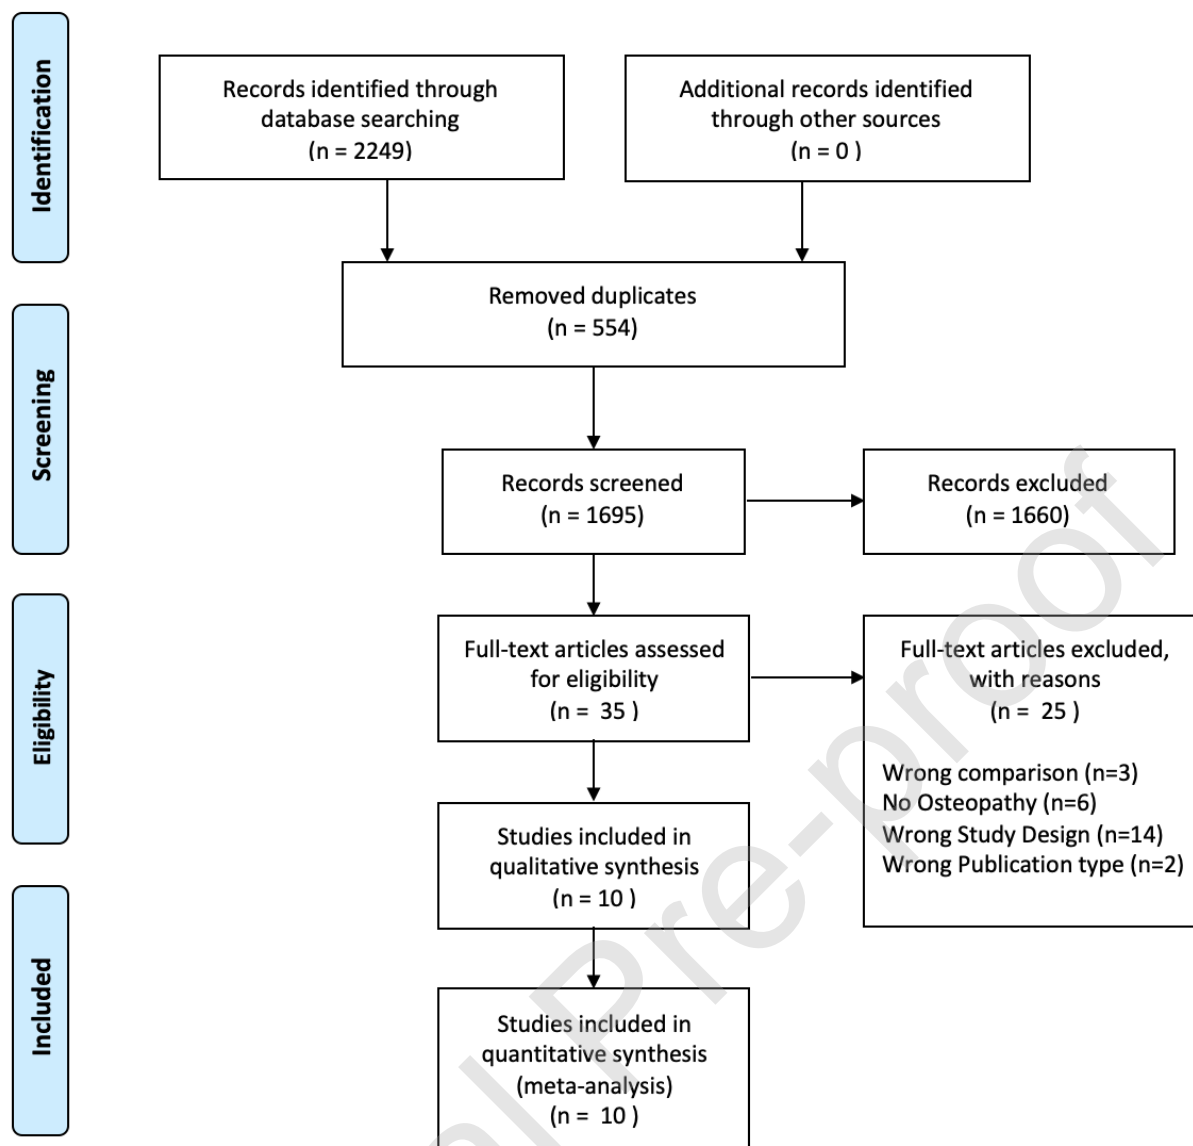 Identification
Records identified through
database searching
(n = 2249)
Additional records identified
through other sources
(n = 0 )
Removed duplicates
(n = 554)
Screening
Records screened
(n = 1695)
Records excluded
(n = 1660)
Eligibility
Full-text articles assessed
for eligibility
(n = 35 )
Full-text articles excluded,
with reasons
(n = 25 )
Wrong comparison (n=3)
No Osteopathy (n=6)
Wrong Study Design (n=14)
Wrong Publication type (n=2)
Studies included in
qualitative synthesis
(n = 10 )
Included
Studies included in
quantitative synthesis
(meta-analysis)
(n = 10 )
al Pre-proof